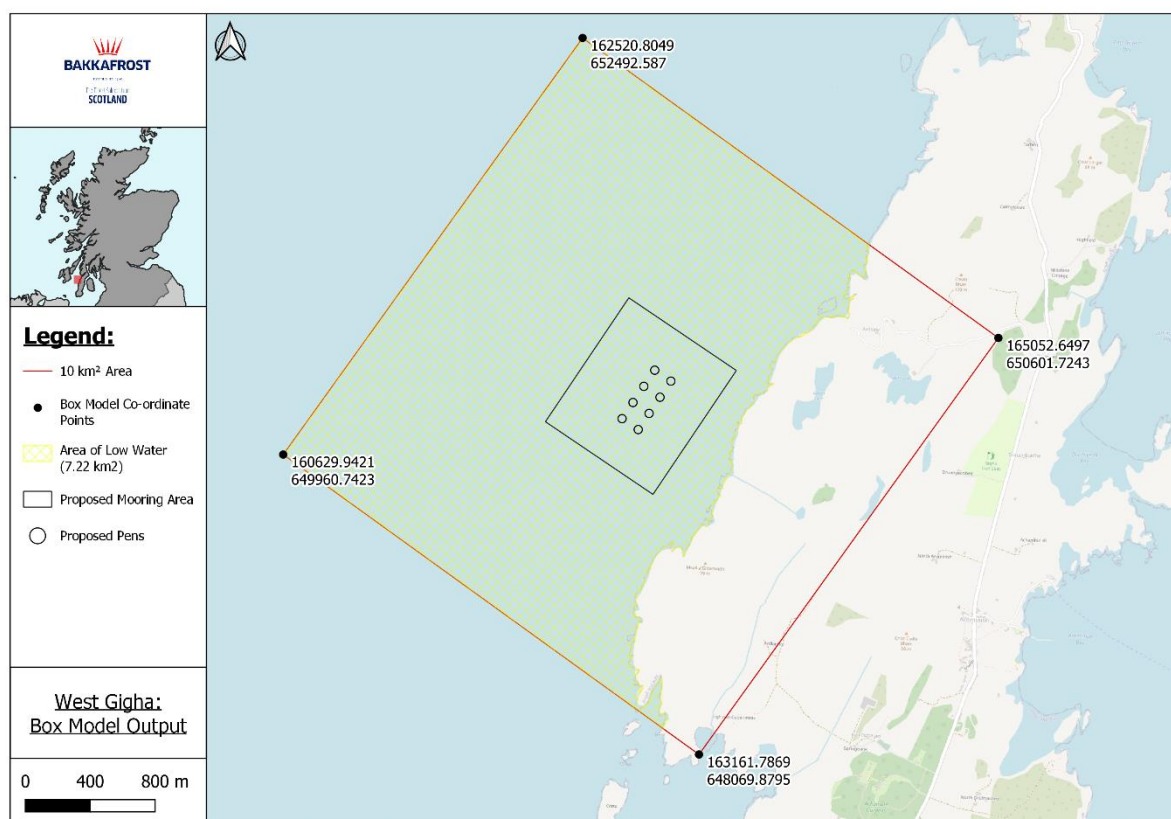 BAKKAFROST
SCOTLAND
Legend:
10 km² Area
Box Model Co-ordinate
Points
Area of Low Water
(7.22 km2)
Proposed Mooring Area
Proposed Pens
West Gigha:
Box Model Output
0 400 800 m
162520.8049
652492.587
165052.6497
650601.7243
160629.9421
649960.7423
163161.7869
648069.8795